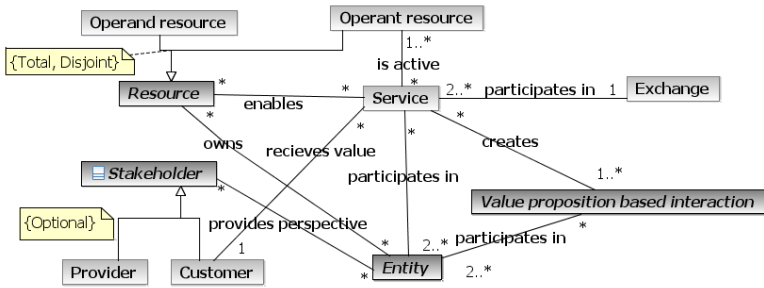 Operand resource
Operant resource
{Total, Disjoint}
1..*
is active
Resource
*
enables
*
*
Service
2..*
participates in
1
Exchange
*
owns
*
recieves value
*
*
creates
Stakeholder
*
participates in
1..*
Value proposition based interaction
{Optional}
provides perspective
*
participates in
1
*
2..*
Provider
Customer
*
Entity
2..*